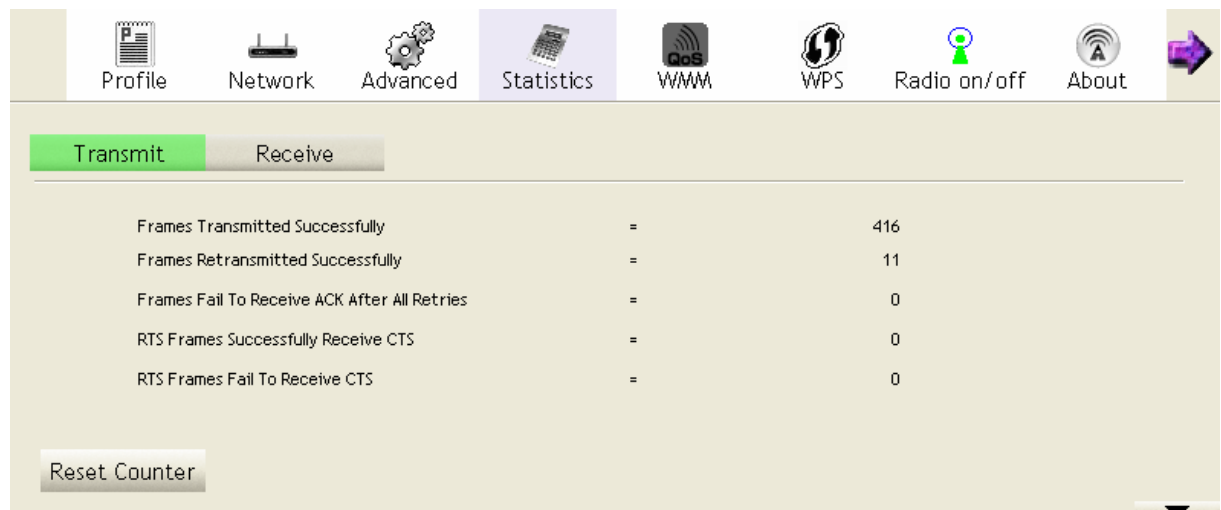 Profile Network Advanced Statistics QoS WMM WPS Radio on/off About
Transmit Receive
Frames Transmitted Successfully = 416
Frames Retransmitted Successfully = 11
Frames Fail To Receive ACK After All Retries = 0
RTS Frames Successfully Receive CTS = 0
RTS Frames Fail To Receive CTS = 0
Reset Counter